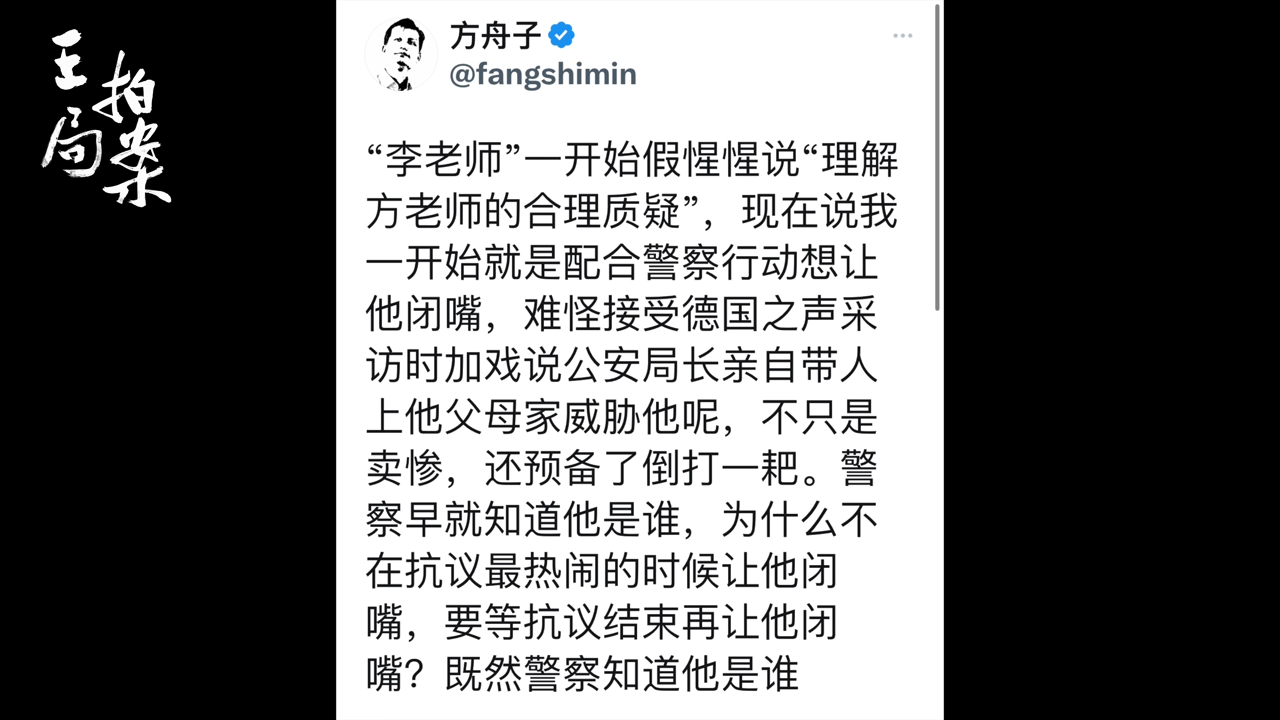 王局
拍案
方舟子
@fangshimin
“李老师”一开始假惺惺说“理解
方老师的合理质疑”，现在说我
一开始就是配合警察行动想让
他闭嘴，难怪接受德国之声采
访时加戏说公安局长亲自带人
上他父母家威胁他呢，不只是
卖惨，还预备了倒打一耙。警
察早就知道他是谁，为什么不
在抗议最热闹的时候让他闭
嘴，要等抗议结束再让他闭
嘴？既然警察知道他是谁